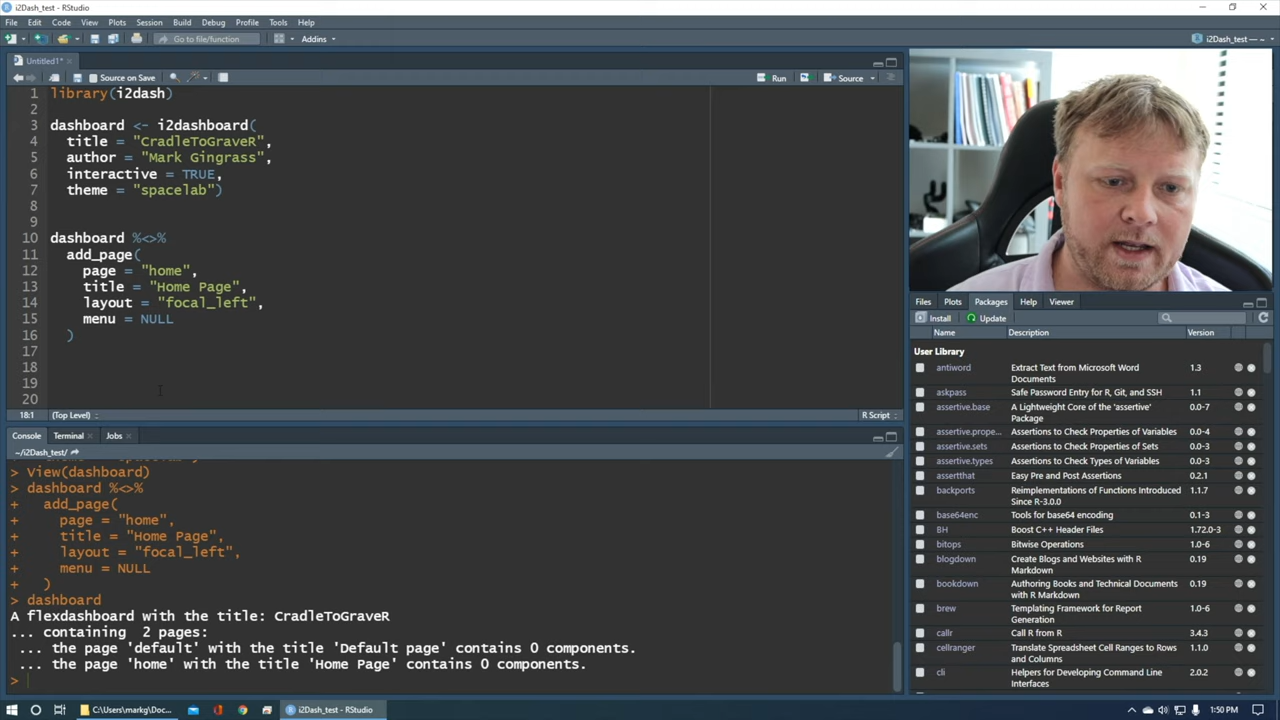 i2Dash_test - RStudio
File Edit Code View Plots Session Build Debug Profile Tools Help
Go to file/function Addins i2Dash_test —
Untitled1*
Source on Save Run Source
1 library(i2dash)
2
3 dashboard <- i2dashboard(
4 title = "CradleToGraveR",
5 author = "Mark Gingrass",
6 interactive = TRUE,
7 theme = "spacelab")
8
9
10 dashboard %<>%
11 add_page(
12 page = "home",
13 title = "Home Page",
14 layout = "focal_left",
15 menu = NULL
16 )
17
18
19
20
18:1 (Top Level) R Script
Console Terminal Jobs
~/i2Dash_test/
> View(dashboard)
> dashboard %<>%
+ add_page(
+ page = "home",
+ title = "Home Page",
+ layout = "focal_left",
+ menu = NULL
+ )
> dashboard
A flexdashboard with the title: CradleToGraveR
... containing 2 pages:
... the page 'default' with the title 'Default page' contains 0 components.
... the page 'home' with the title 'Home Page' contains 0 components.
>
Files Plots Packages Help Viewer
Install Update
Name Description Version
User Library
antiword Extract Text from Microsoft Word Documents 1.3
askpass Safe Password Entry for R, Git, and SSH 1.1
assertive.base A Lightweight Core of the 'assertive' Package 0.0-7
assertive.prope... Assertions to Check Properties of Variables 0.0-4
assertive.sets Assertions to Check Properties of Sets 0.0-3
assertive.types Assertions to Check Types of Variables 0.0-3
assertthat Easy Pre and Post Assertions 0.2.1
backports Reimplementations of Functions Introduced Since R-3.0.0 1.1.7
base64enc Tools for base64 encoding 0.1-3
BH Boost C++ Header Files 1.72.0-3
bitops Bitwise Operations 1.0-6
blogdown Create Blogs and Websites with R Markdown 0.19
bookdown Authoring Books and Technical Documents with R Markdown 0.19
brew Templating Framework for Report Generation 1.0-6
callr Call R from R 3.4.3
cellranger Translate Spreadsheet Cell Ranges to Rows and Columns 1.1.0
cli Helpers for Developing Command Line Interfaces 2.0.2
C:\Users\markg\Doc... i2Dash_test - RStudio 1:50 PM